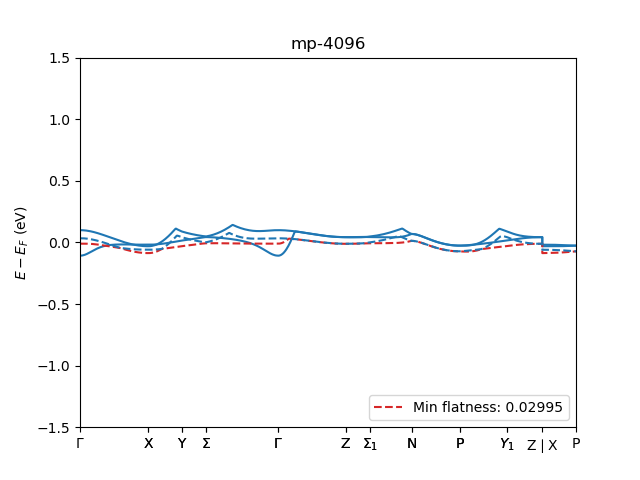 mp-4096
1.5
1.0
0.5
0.0
−0.5
−1.0
−1.5
E − E_F (eV)
Min flatness: 0.02995
Γ X Y Σ Γ Z Σ₁ N P Y₁ Z | X P